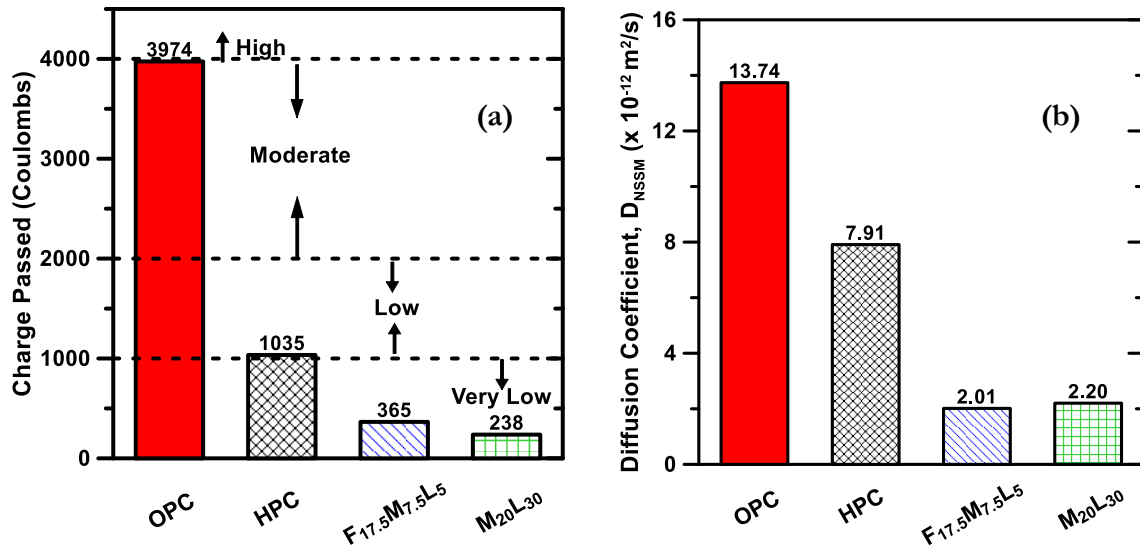 (a)
Charge Passed (Coulombs)
4000
3000
2000
1000
0
3974
High
Moderate
Low
1035
Very Low
365
238
OPC
HPC
F17.5M7.5L5
M20L30
(b)
Diffusion Coefficient, DNSSM (x 10-12 m2/s)
16
12
8
4
0
13.74
7.91
2.01
2.20
OPC
HPC
F17.5M7.5L5
M20L30